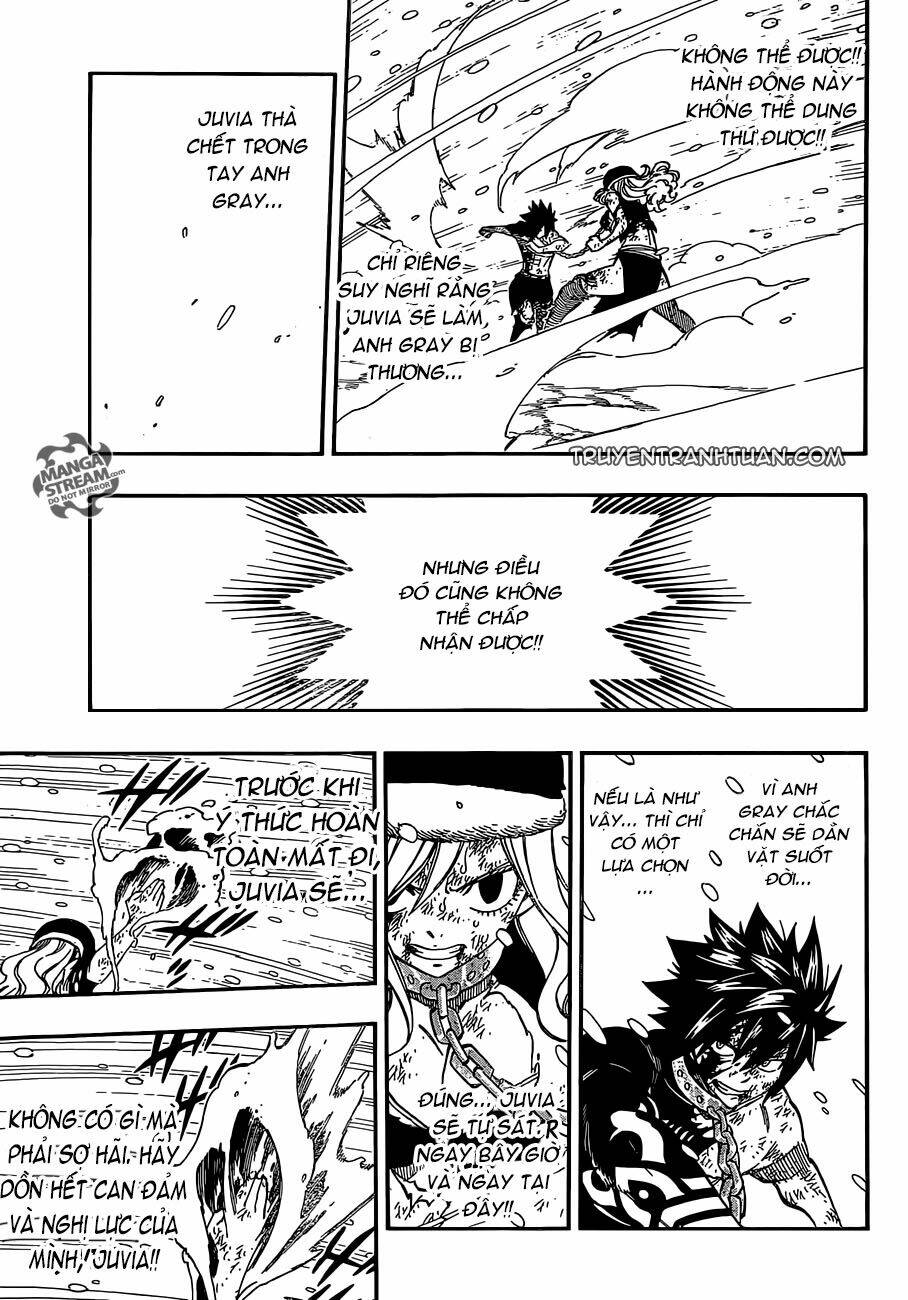 KHÔNG THỂ ĐƯỢC!!
HÀNH ĐỘNG NÀY
KHÔNG THỂ DUNG
THỨ ĐƯỢC!!
CHỈ RIÊNG
SUY NGHĨ RẰNG
JUVIA SẼ LÀM,
ANH GRAY BỊ
THƯƠNG...
JUVIA THÀ
CHẾT TRONG
TAY ANH
GRAY...
MANGA
STREAM.com
DO NOT MIRROR
TRUYENTRANHTUAN.COM
NHƯNG ĐIỀU
ĐÓ CŨNG KHÔNG
THỂ CHẤP
NHẬN ĐƯỢC!!
VÌ ANH
GRAY CHẮC
CHẮN SẼ DẰN
VẶT SUỐT
ĐỜI...
NẾU LÀ NHƯ
VẬY... THÌ CHỈ
CÓ MỘT
LỰA CHỌN
...
ĐÚNG... JUVIA
SẼ TỰ SÁT
NGAY BÂY GIỜ
VÀ NGAY TẠI
ĐÂY!!
TRƯỚC KHI
Ý THỨC HOÀN
TOÀN MẤT ĐI,
JUVIA SẼ...
KHÔNG CÓ GÌ MÀ
PHẢI SỢ HÃI. HÃY
DỒN HẾT CAN ĐẢM
VÀ NGHỊ LỰC CỦA
MÌNH, JUVIA!!